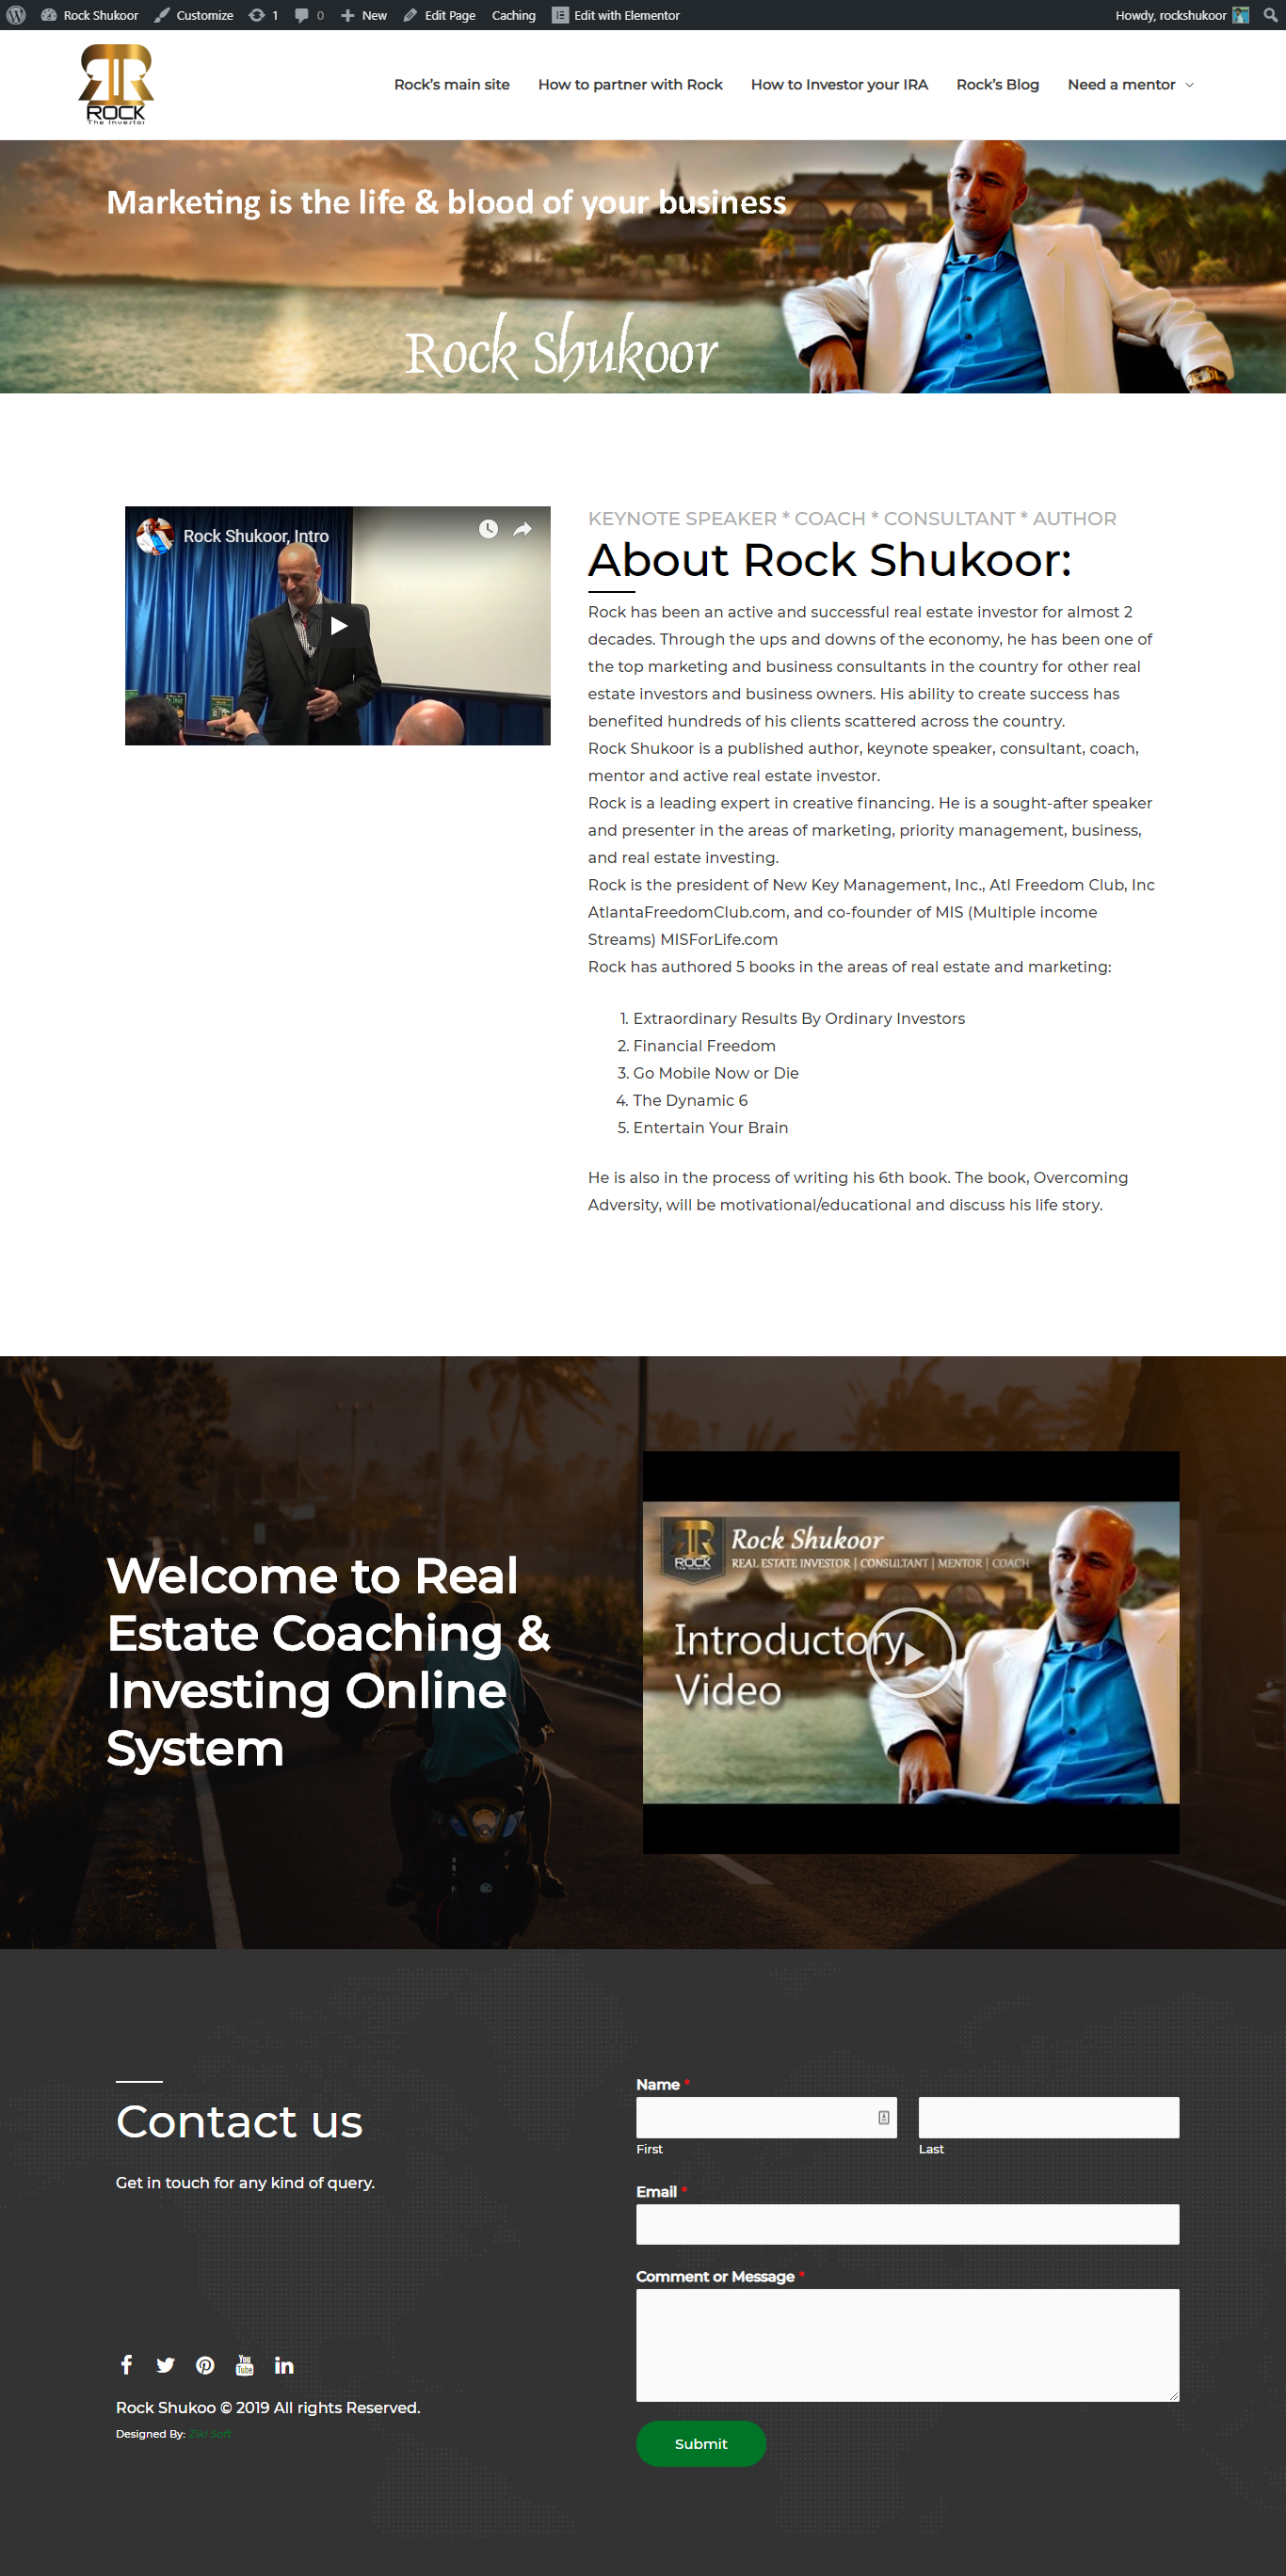 Rock Shukoor Customize 1 0 New Edit Page Caching Edit with Elementor Howdy, rockshukoor
ROCK
The Investor
Rock's main site How to partner with Rock How to Investor your IRA Rock's Blog Need a mentor
Marketing is the life & blood of your business
Rock Shukoor
Rock Shukoor, Intro
KEYNOTE SPEAKER * COACH * CONSULTANT * AUTHOR
About Rock Shukoor:
Rock has been an active and successful real estate investor for almost 2
decades. Through the ups and downs of the economy, he has been one of
the top marketing and business consultants in the country for other real
estate investors and business owners. His ability to create success has
benefited hundreds of his clients scattered across the country.
Rock Shukoor is a published author, keynote speaker, consultant, coach,
mentor and active real estate investor.
Rock is a leading expert in creative financing. He is a sought-after speaker
and presenter in the areas of marketing, priority management, business,
and real estate investing.
Rock is the president of New Key Management, Inc., Atl Freedom Club, Inc
AtlantaFreedomClub.com, and co-founder of MIS (Multiple income
Streams) MISForLife.com
Rock has authored 5 books in the areas of real estate and marketing:
1. Extraordinary Results By Ordinary Investors
2. Financial Freedom
3. Go Mobile Now or Die
4. The Dynamic 6
5. Entertain Your Brain
He is also in the process of writing his 6th book. The book, Overcoming
Adversity, will be motivational/educational and discuss his life story.
Welcome to Real
Estate Coaching &
Investing Online
System
ROCK
Rock Shukoor
REAL ESTATE INVESTOR | CONSULTANT | MENTOR | COACH
Introductory
Video
Contact us
Get in touch for any kind of query.
Name *
First Last
Email *
Comment or Message *
Submit
You
Tube
Rock Shukoo © 2019 All rights Reserved.
Designed By: Ziki Soft